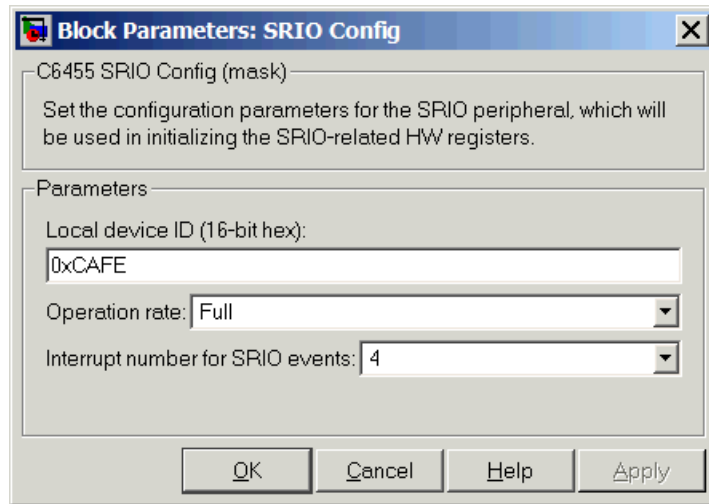 Block Parameters: SRIO Config
C6455 SRIO Config (mask)
Set the configuration parameters for the SRIO peripheral, which will
be used in initializing the SRIO-related HW registers.
Parameters
Local device ID (16-bit hex):
0xCAFE
Operation rate: Full
Interrupt number for SRIO events: 4
OK Cancel Help Apply